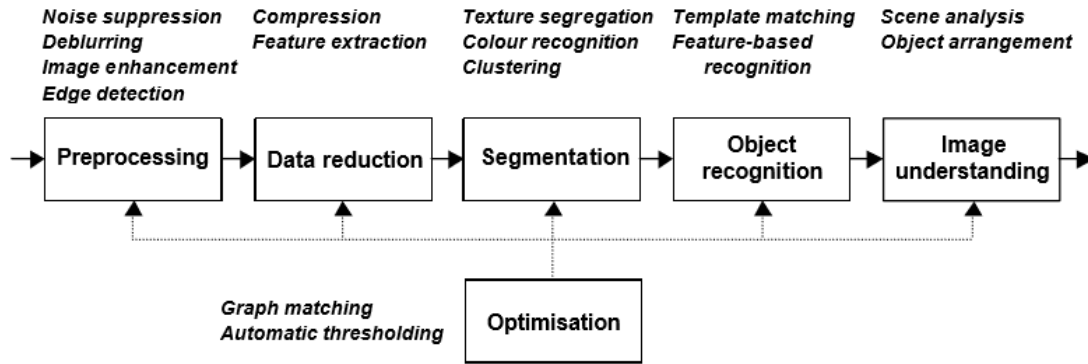 Noise suppression
Deblurring
Image enhancement
Edge detection
Compression
Feature extraction
Texture segregation
Colour recognition
Clustering
Template matching
Feature-based
recognition
Scene analysis
Object arrangement
Preprocessing
Data reduction
Segmentation
Object
recognition
Image
understanding
Graph matching
Automatic thresholding
Optimisation